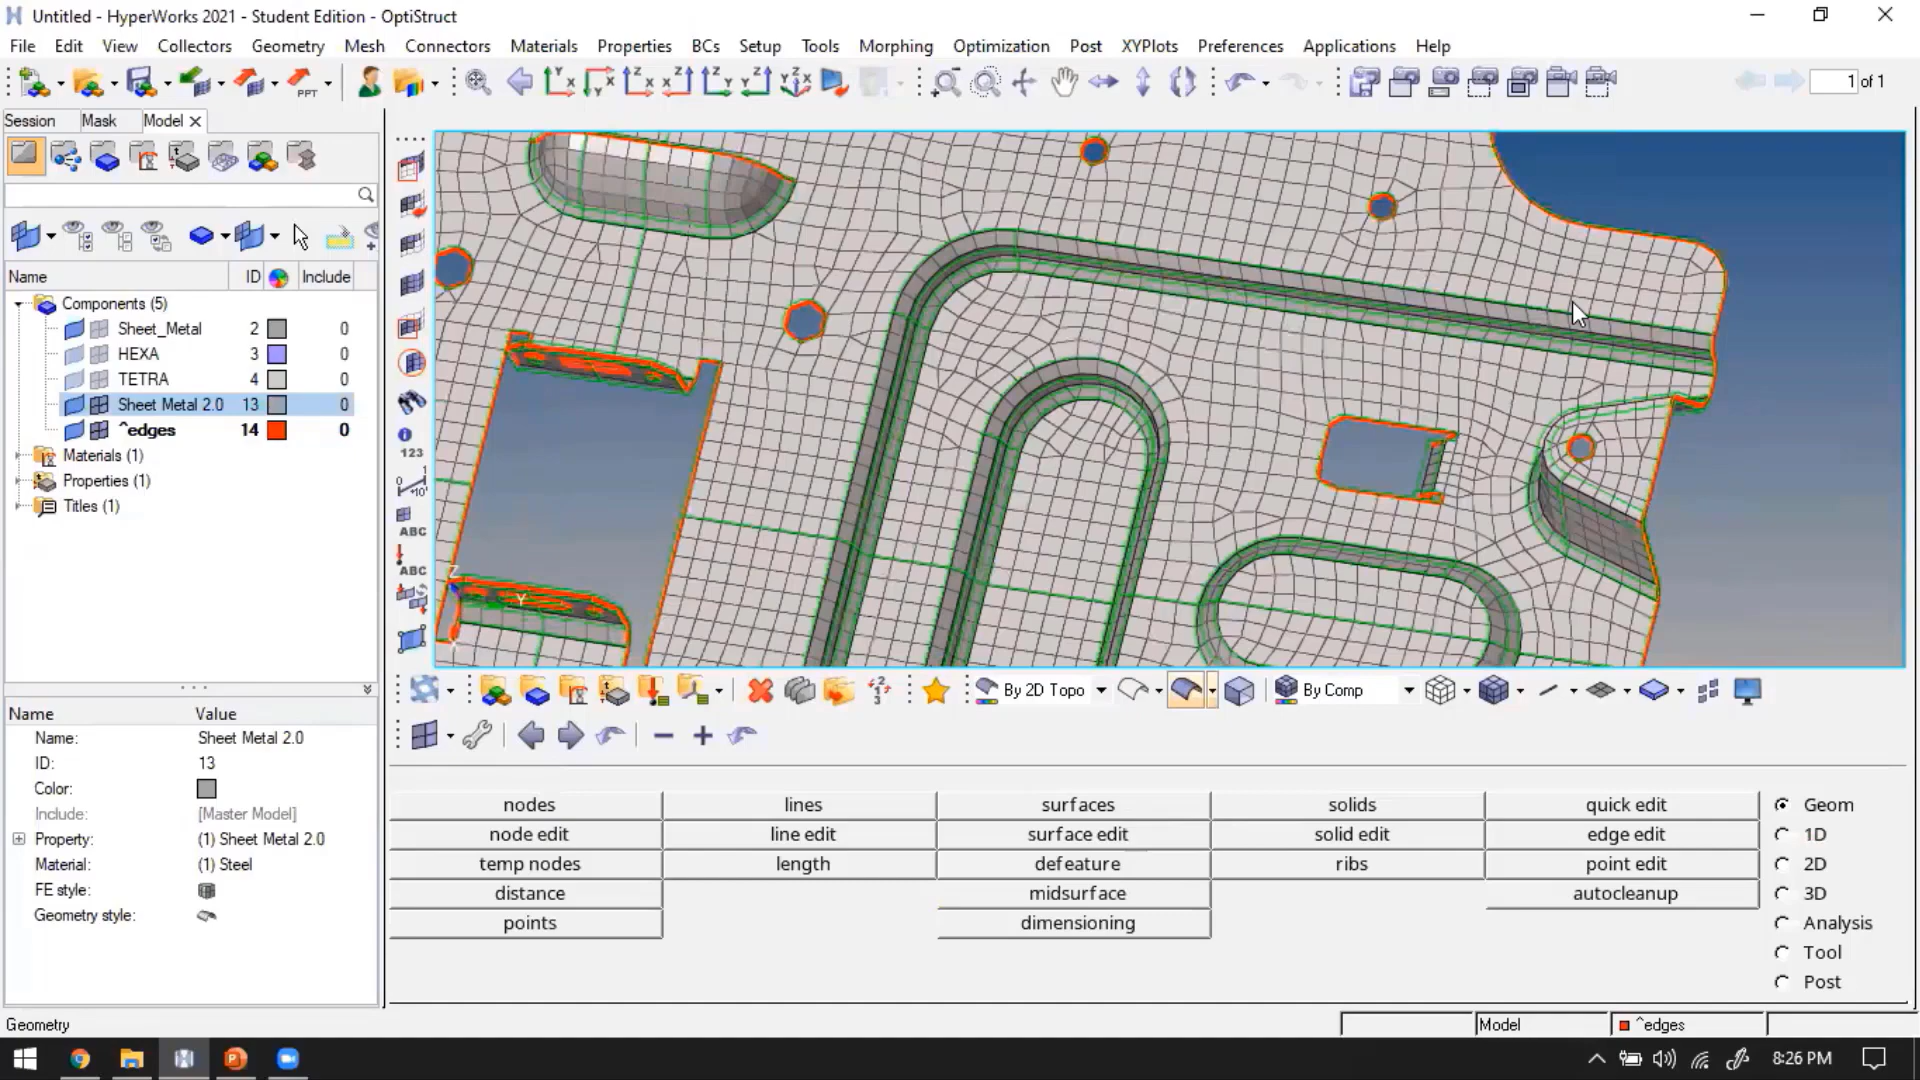 Untitled - HyperWorks 2021 - Student Edition - OptiStruct
File Edit View Collectors Geometry Mesh Connectors Materials Properties BCs Setup Tools Morphing Optimization Post XYPlots Preferences Applications Help
PPT
1 of 1
Session Mask Model
Name ID Include
Components (5)
Sheet_Metal 2 0
HEXA 3 0
TETRA 4 0
Sheet Metal 2.0 13 0
^edges 14 0
Materials (1)
Properties (1)
Titles (1)
123
ABC
ABC
Z
Y
X
By 2D Topo
By Comp
Name Value
Name: Sheet Metal 2.0
ID: 13
Color:
Include: [Master Model]
Property: (1) Sheet Metal 2.0
Material: (1) Steel
FE style:
Geometry style:
nodes lines surfaces solids quick edit Geom
node edit line edit surface edit solid edit edge edit 1D
temp nodes length defeature ribs point edit 2D
distance midsurface autocleanup 3D
points dimensioning Analysis
Tool
Post
Geometry
Model
^edges
8:26 PM